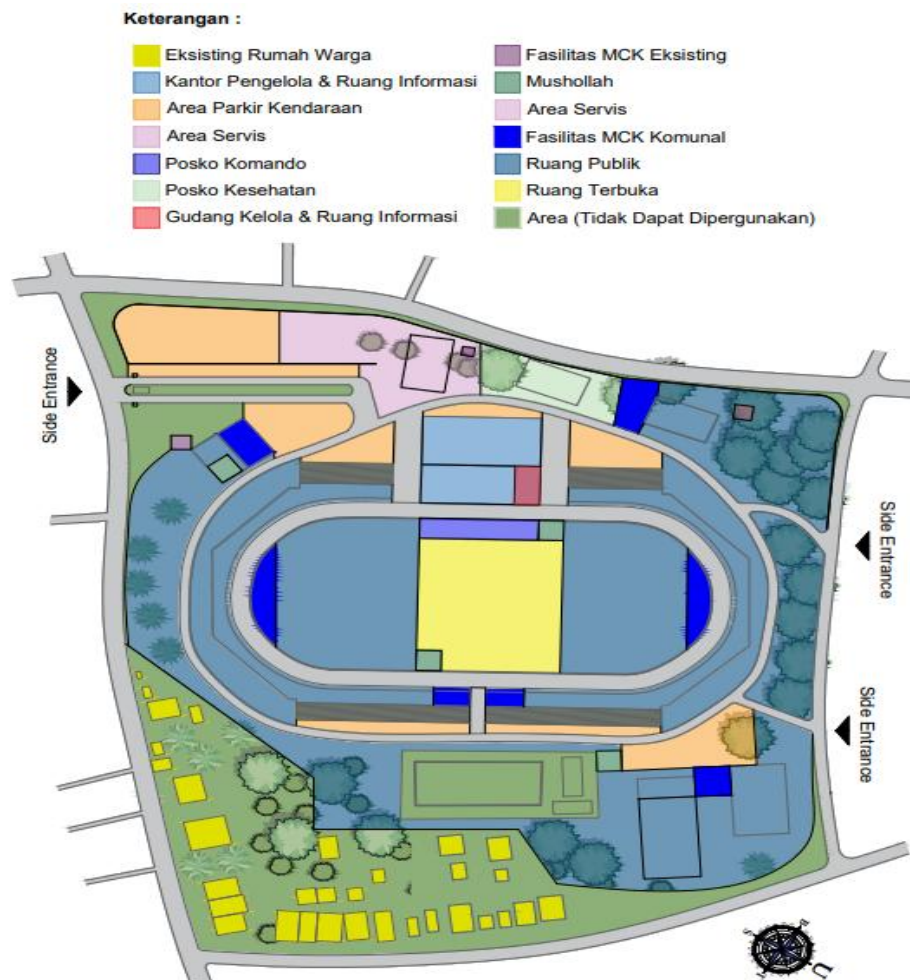 Keterangan :
Eksisting Rumah Warga
Kantor Pengelola & Ruang Informasi
Area Parkir Kendaraan
Area Servis
Posko Komando
Posko Kesehatan
Gudang Kelola & Ruang Informasi
Fasilitas MCK Eksisting
Mushollah
Area Servis
Fasilitas MCK Komunal
Ruang Publik
Ruang Terbuka
Area (Tidak Dapat Dipergunakan)
Side Entrance
Side Entrance
Side Entrance
U